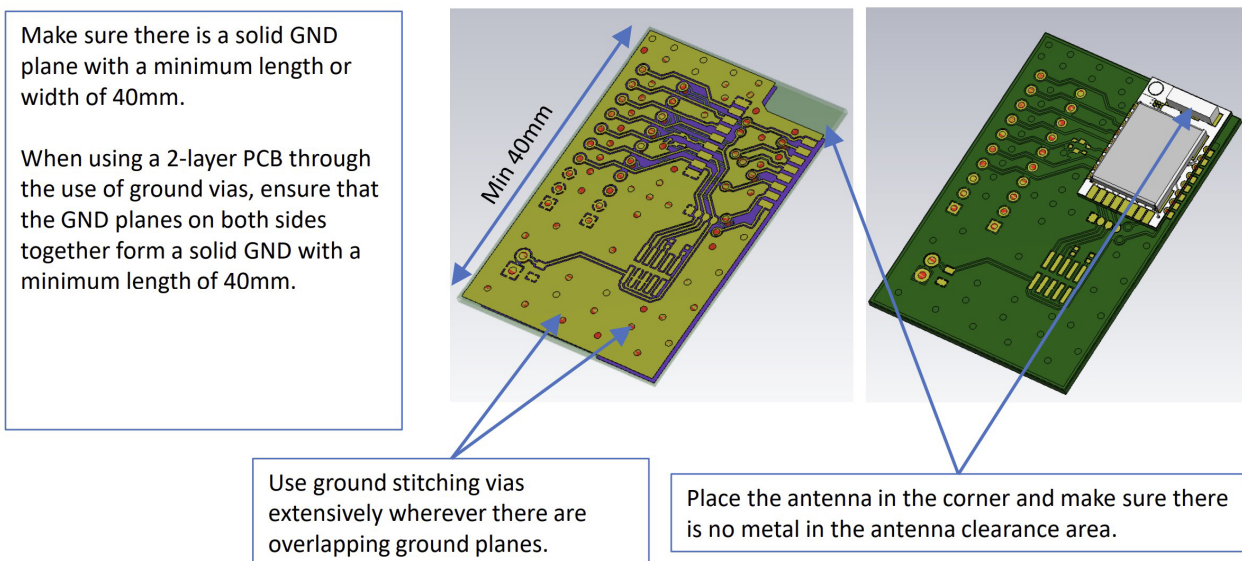 Make sure there is a solid GND
plane with a minimum length or
width of 40mm.
When using a 2-layer PCB through
the use of ground vias, ensure that
the GND planes on both sides
together form a solid GND with a
minimum length of 40mm.
Min 40mm
Use ground stitching vias
extensively wherever there are
overlapping ground planes.
Place the antenna in the corner and make sure there
is no metal in the antenna clearance area.